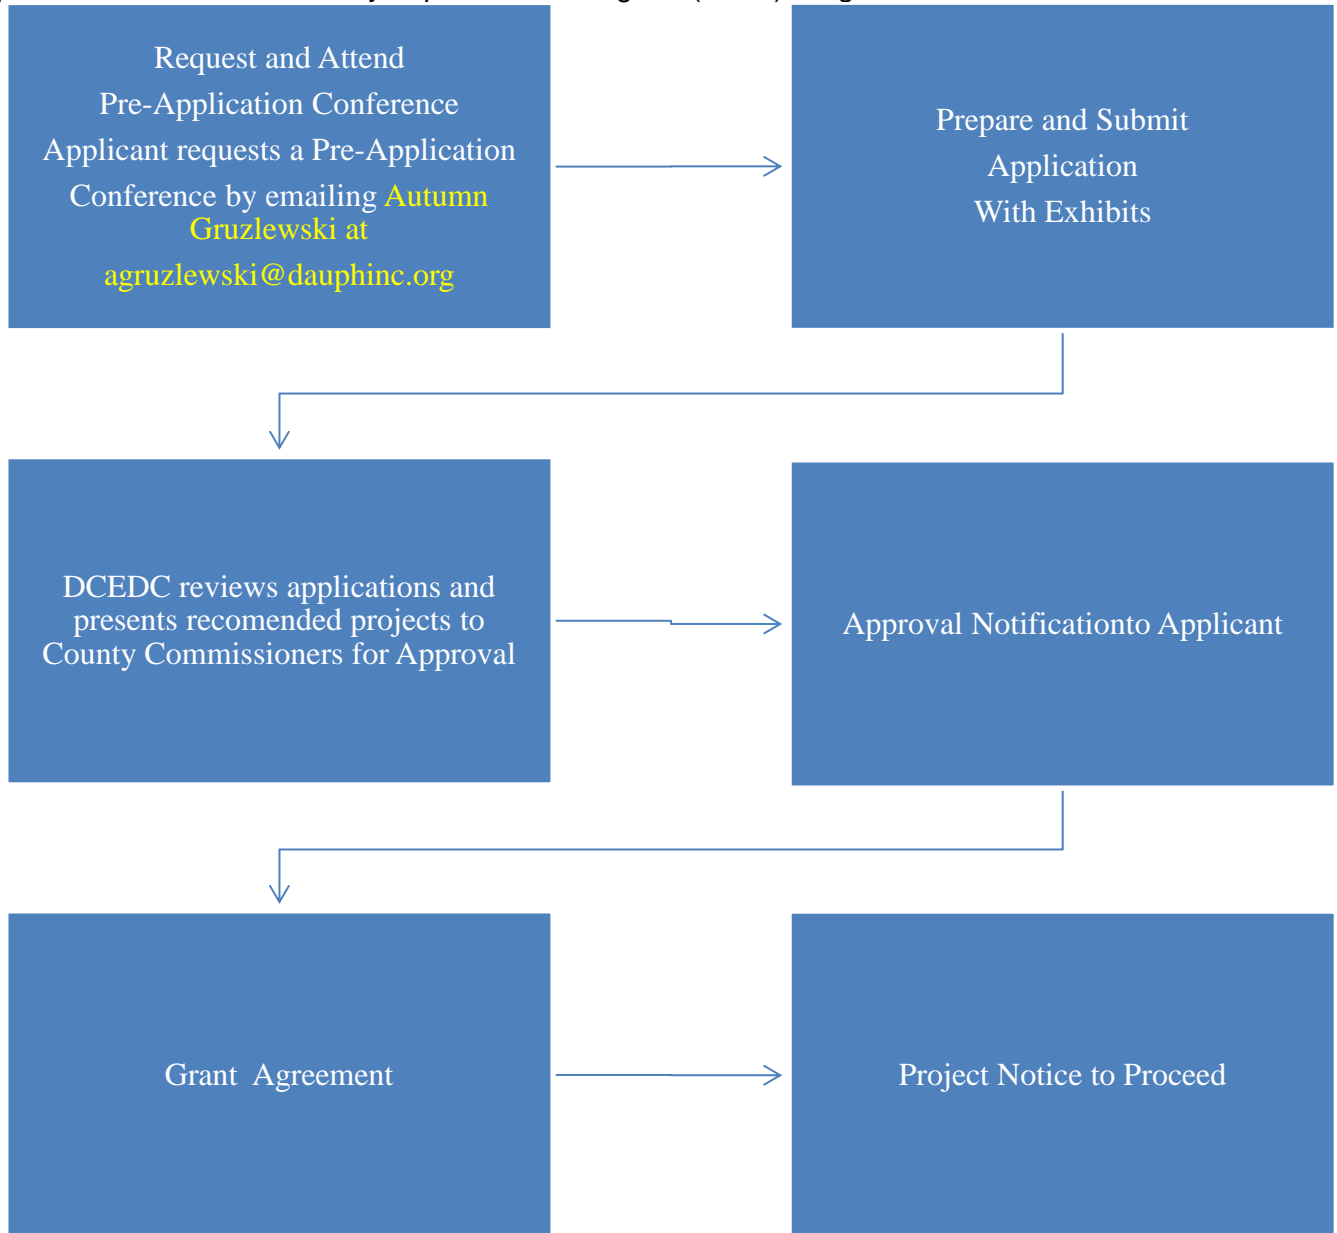 Request and Attend
Pre-Application Conference
Applicant requests a Pre-Application
Conference by emailing Autumn
Gruzlewski at
agruzlewski@dauphinc.org
Prepare and Submit
Application
With Exhibits
DCEDC reviews applications and
presents recomended projects to
County Commissioners for Approval
Approval Notificationto Applicant
Grant Agreement
Project Notice to Proceed